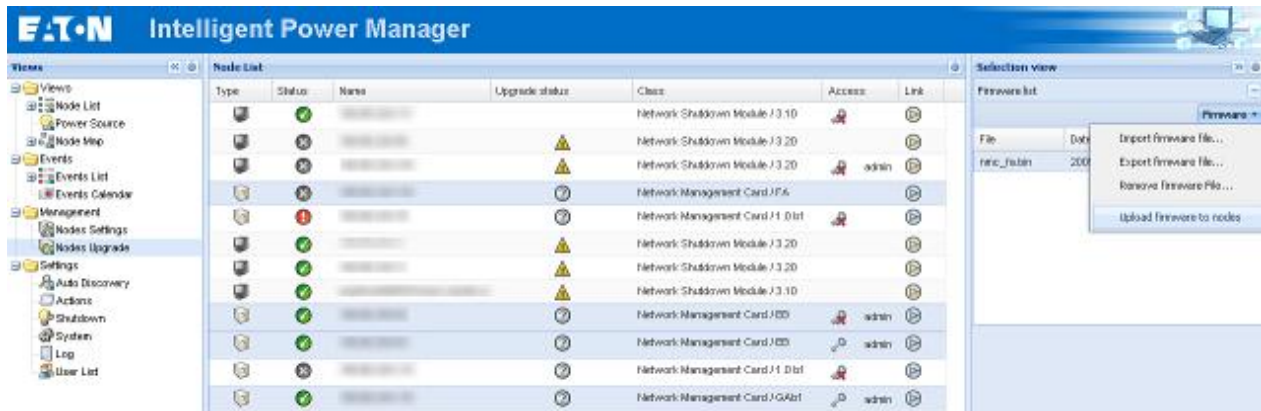 EATON Intelligent Power Manager
Views
Views
Node List
Power Source
Node Map
Events
Events List
Events Calendar
Management
Nodes Settings
Nodes Upgrade
Settings
Auto Discovery
Actions
Shutdown
System
Log
User List
Node List
Type Status Name Upgrade status Class Access Link
Network Shutdown Module / 3.10
Network Shutdown Module / 3.20
Network Shutdown Module / 3.20 admin
Network Management Card / FA
Network Management Card / 1.0 bt
Network Shutdown Module / 3.20
Network Shutdown Module / 3.20
Network Shutdown Module / 3.10
Network Management Card / BB admin
Network Management Card / BB admin
Network Management Card / 1.0 bt
Network Management Card / admin
Selection view
Firmware list
Firmware
File
Import firmware file...
Export firmware file...
Remove firmware File...
Upload firmware to nodes